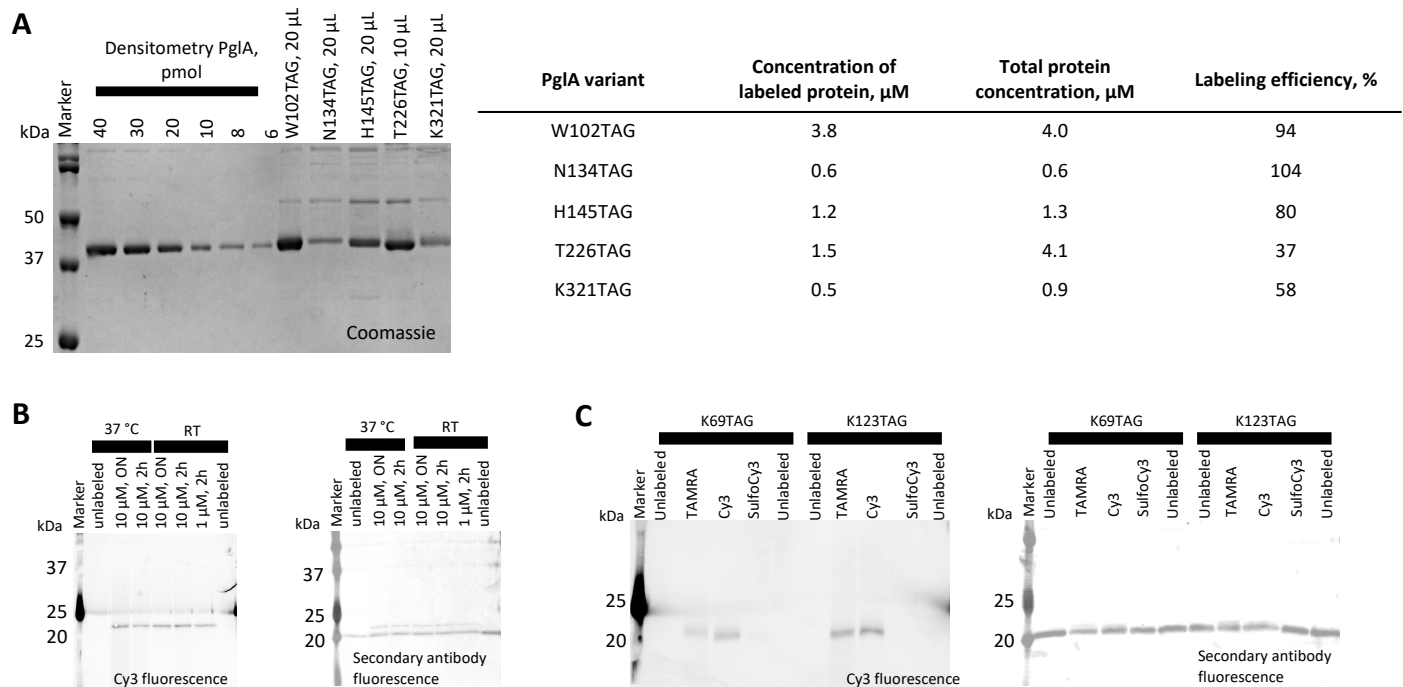 A
Densitometry PglA,
pmol
kDa
Marker
40
30
20
10
8
6
W102TAG, 20 µL
N134TAG, 20 µL
H145TAG, 20 µL
T226TAG, 10 µL
K321TAG, 20 µL
50
37
25
Coomassie
PglA variant
Concentration of
labeled protein, µM
Total protein
concentration, µM
Labeling efficiency, %
W102TAG 3.8 4.0 94
N134TAG 0.6 0.6 104
H145TAG 1.2 1.3 80
T226TAG 1.5 4.1 37
K321TAG 0.5 0.9 58
B
37 °C
RT
kDa
Marker
unlabeled
10 µM, ON
10 µM, 2h
10 µM, ON
10 µM, 2h
1 µM, 2h
unlabeled
37
25
20
Cy3 fluorescence
37 °C
RT
kDa
Marker
unlabeled
10 µM, ON
10 µM, 2h
10 µM, ON
10 µM, 2h
1 µM, 2h
unlabeled
37
25
20
Secondary antibody
fluorescence
C
K69TAG
K123TAG
kDa
Marker
Unlabeled
TAMRA
Cy3
SulfoCy3
Unlabeled
Unlabeled
TAMRA
Cy3
SulfoCy3
Unlabeled
25
20
Cy3 fluorescence
K69TAG
K123TAG
kDa
Marker
Unlabeled
TAMRA
Cy3
SulfoCy3
Unlabeled
Unlabeled
TAMRA
Cy3
SulfoCy3
Unlabeled
25
20
Secondary antibody
fluorescence